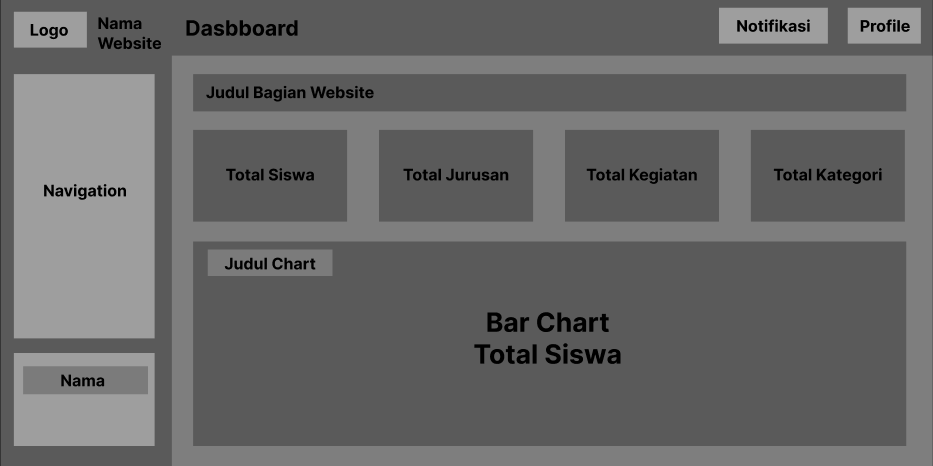 Logo
Nama
Website
Dasbboard
Notifikasi
Profile
Navigation
Nama
Judul Bagian Website
Total Siswa
Total Jurusan
Total Kegiatan
Total Kategori
Judul Chart
Bar Chart
Total Siswa